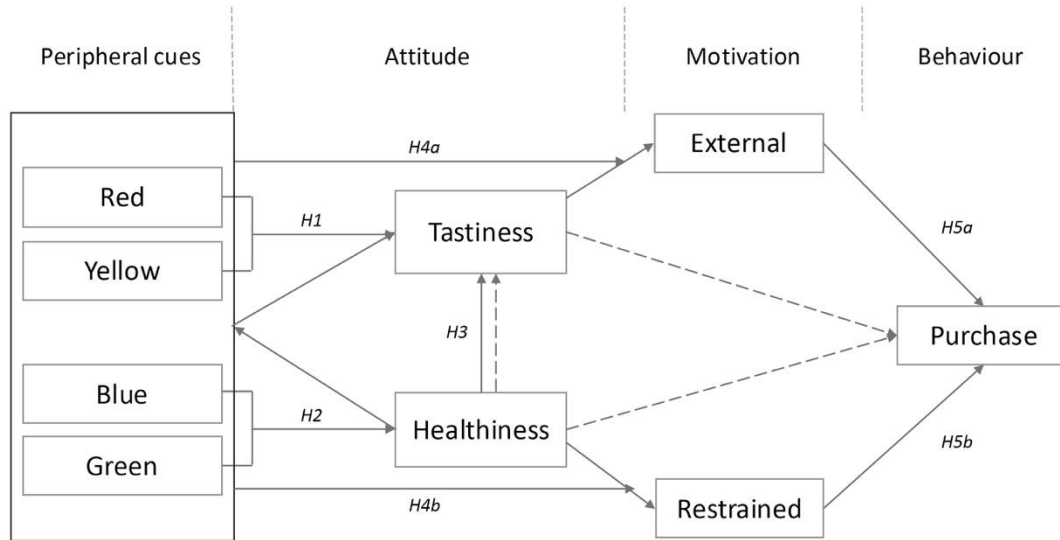 Peripheral cues
Attitude
Motivation
Behaviour
External
H4a
Red
H1
Tastiness
H5a
Yellow
Purchase
H3
Blue
H2
Healthiness
H5b
Green
H4b
Restrained